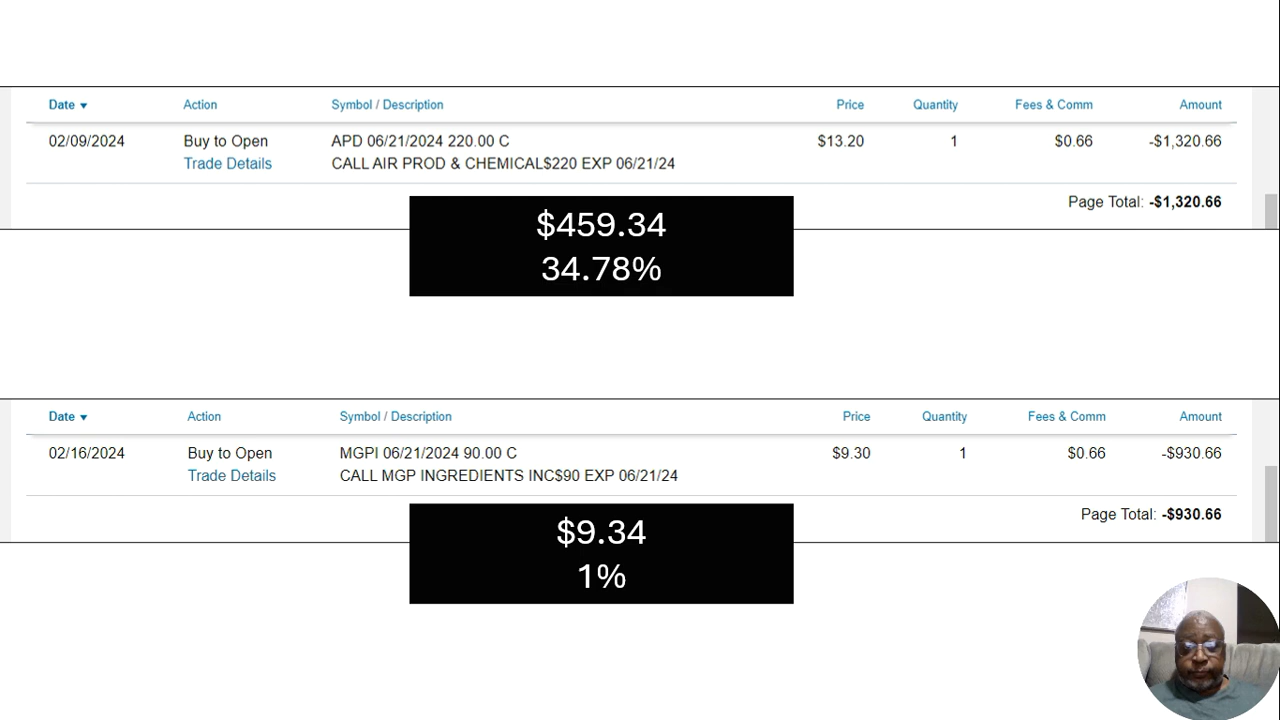 Date ▼ Action Symbol / Description Price Quantity Fees & Comm Amount
02/09/2024 Buy to Open APD 06/21/2024 220.00 C $13.20 1 $0.66 -$1,320.66
Trade Details CALL AIR PROD & CHEMICAL$220 EXP 06/21/24
Page Total: -$1,320.66
$459.34
34.78%
Date ▼ Action Symbol / Description Price Quantity Fees & Comm Amount
02/16/2024 Buy to Open MGPI 06/21/2024 90.00 C $9.30 1 $0.66 -$930.66
Trade Details CALL MGP INGREDIENTS INC$90 EXP 06/21/24
Page Total: -$930.66
$9.34
1%